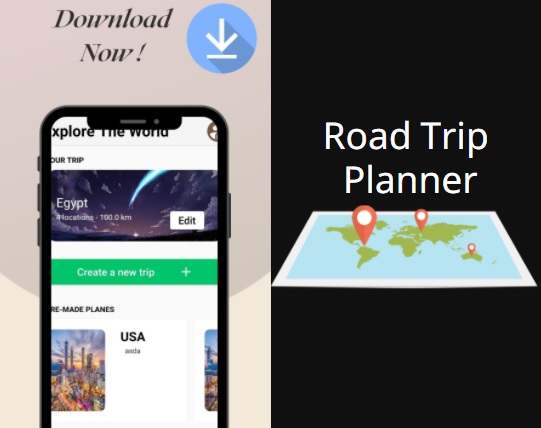 Download
Now!
xplore The World
OUR TRIP
Egypt
4 locations - 100.0 km
Edit
Create a new trip +
RE-MADE PLANES
USA
asda
Road Trip
Planner